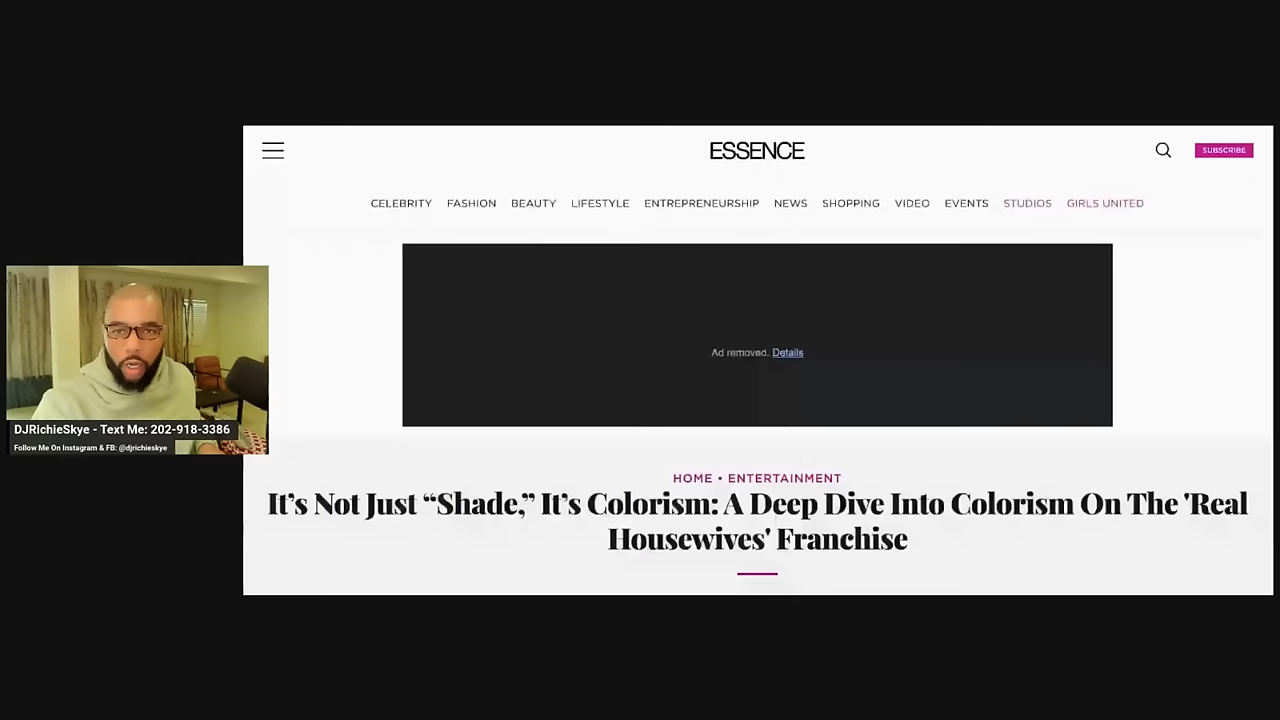 ESSENCE
SUBSCRIBE
CELEBRITY FASHION BEAUTY LIFESTYLE ENTREPRENEURSHIP NEWS SHOPPING VIDEO EVENTS STUDIOS GIRLS UNITED
Ad removed. Details
DJRichieSkye - Text Me: 202-918-3386
Follow Me On Instagram & FB: @djrichieskye
HOME • ENTERTAINMENT
It’s Not Just “Shade,” It’s Colorism: A Deep Dive Into Colorism On The 'Real
Housewives' Franchise